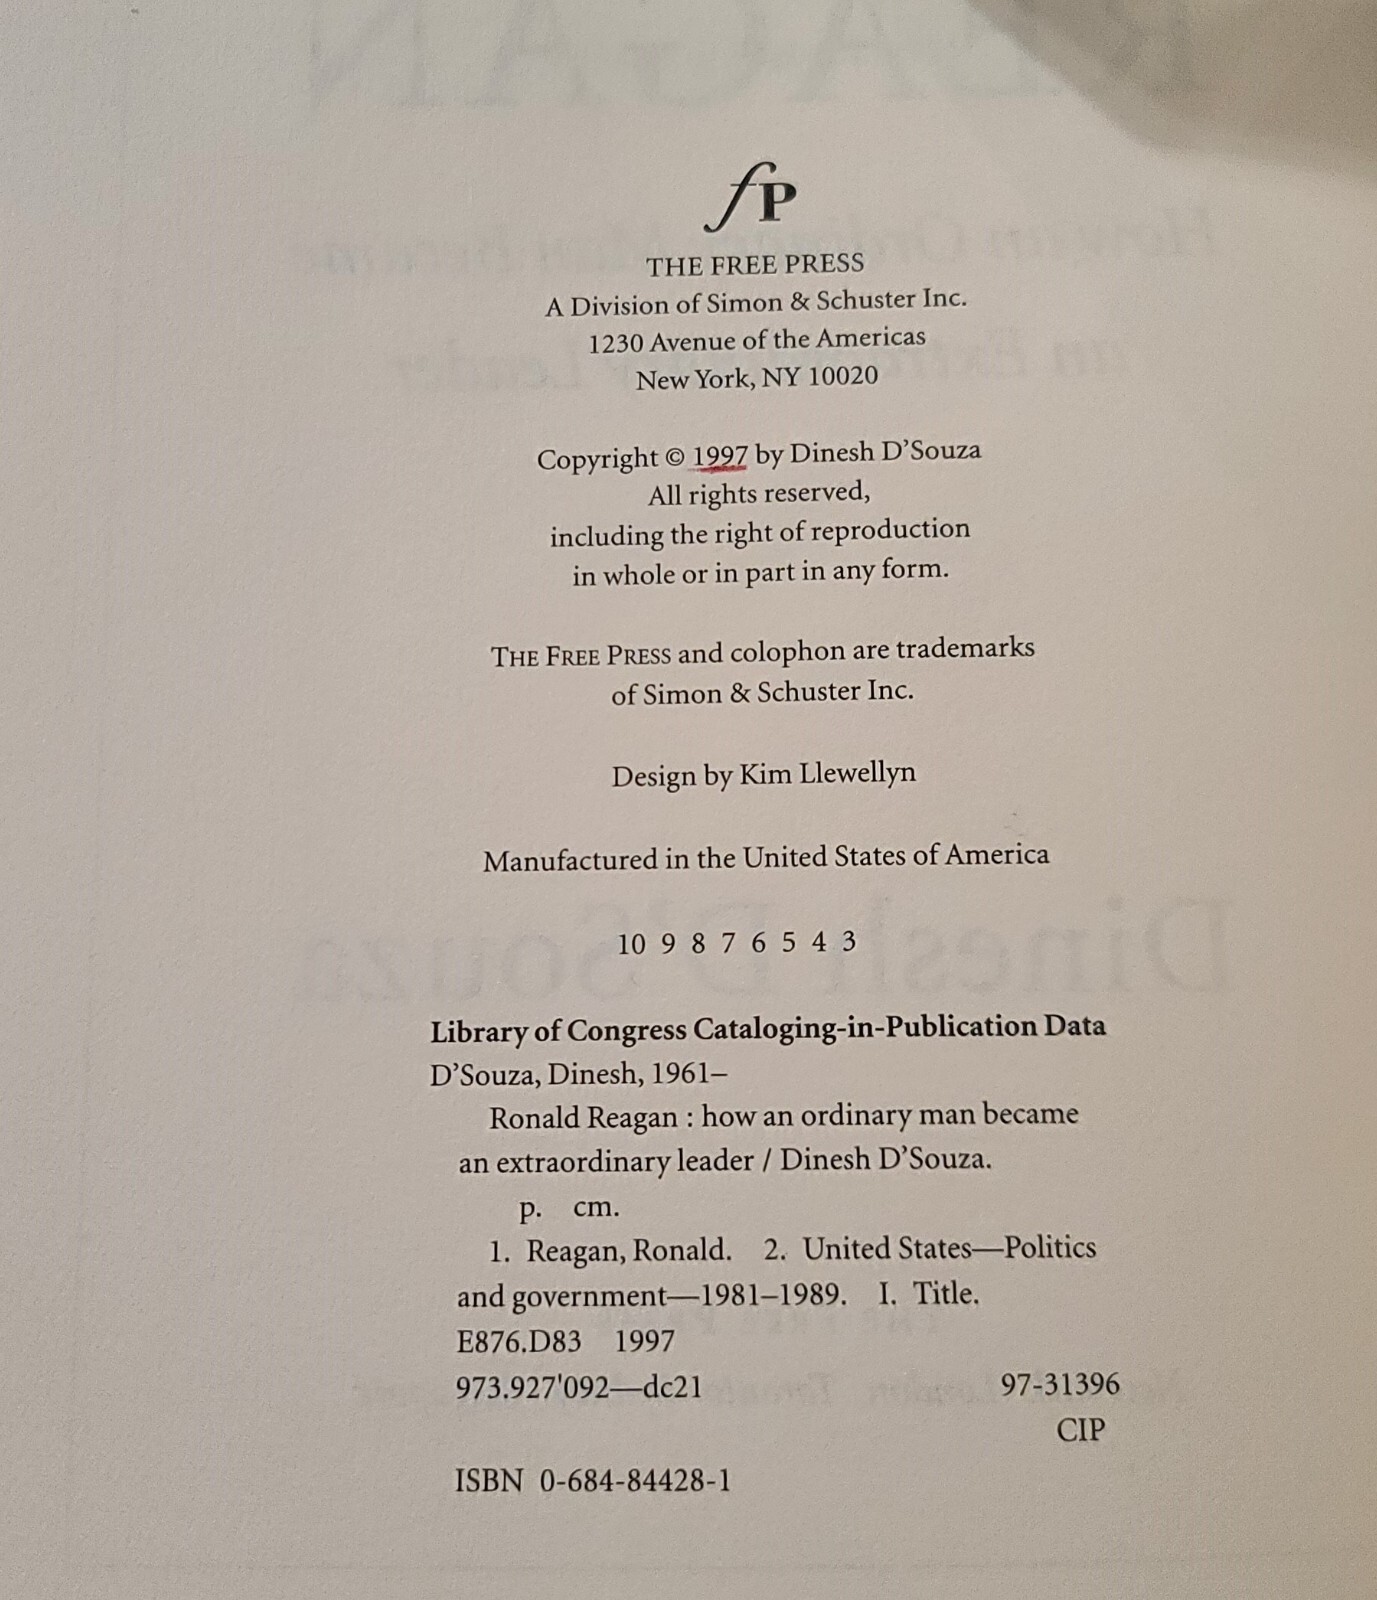 fP
THE FREE PRESS
A Division of Simon & Schuster Inc.
1230 Avenue of the Americas
New York, NY 10020
Copyright © 1997 by Dinesh D'Souza
All rights reserved,
including the right of reproduction
in whole or in part in any form.
THE FREE PRESS and colophon are trademarks
of Simon & Schuster Inc.
Design by Kim Llewellyn
Manufactured in the United States of America
10 9 8 7 6 5 4 3
Library of Congress Cataloging-in-Publication Data
D'Souza, Dinesh, 1961–
Ronald Reagan : how an ordinary man became
an extraordinary leader / Dinesh D'Souza.
p. cm.
1. Reagan, Ronald. 2. United States—Politics
and government—1981–1989. I. Title.
E876.D83 1997
973.927'092—dc21 97-31396
CIP
ISBN 0-684-84428-1